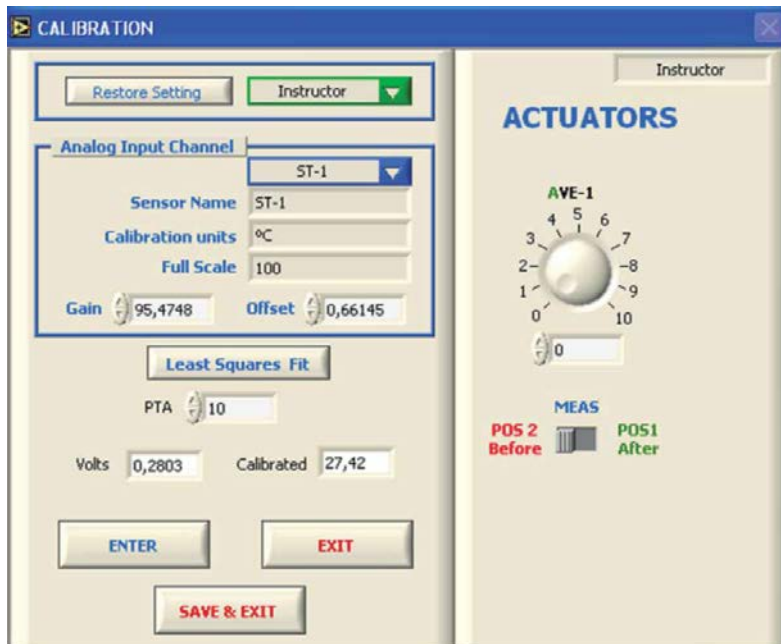 CALIBRATION
Restore Setting Instructor
Analog Input Channel
ST-1
Sensor Name ST-1
Calibration units ºC
Full Scale 100
Gain 95,4748 Offset 0,66145
Least Squares Fit
PTA 10
Volts 0,2803 Calibrated 27,42
ENTER EXIT
SAVE & EXIT
Instructor
ACTUATORS
AVE-1
0 1 2 3 4 5 6 7 8 9 10
0
MEAS
POS 2 POS1
Before After